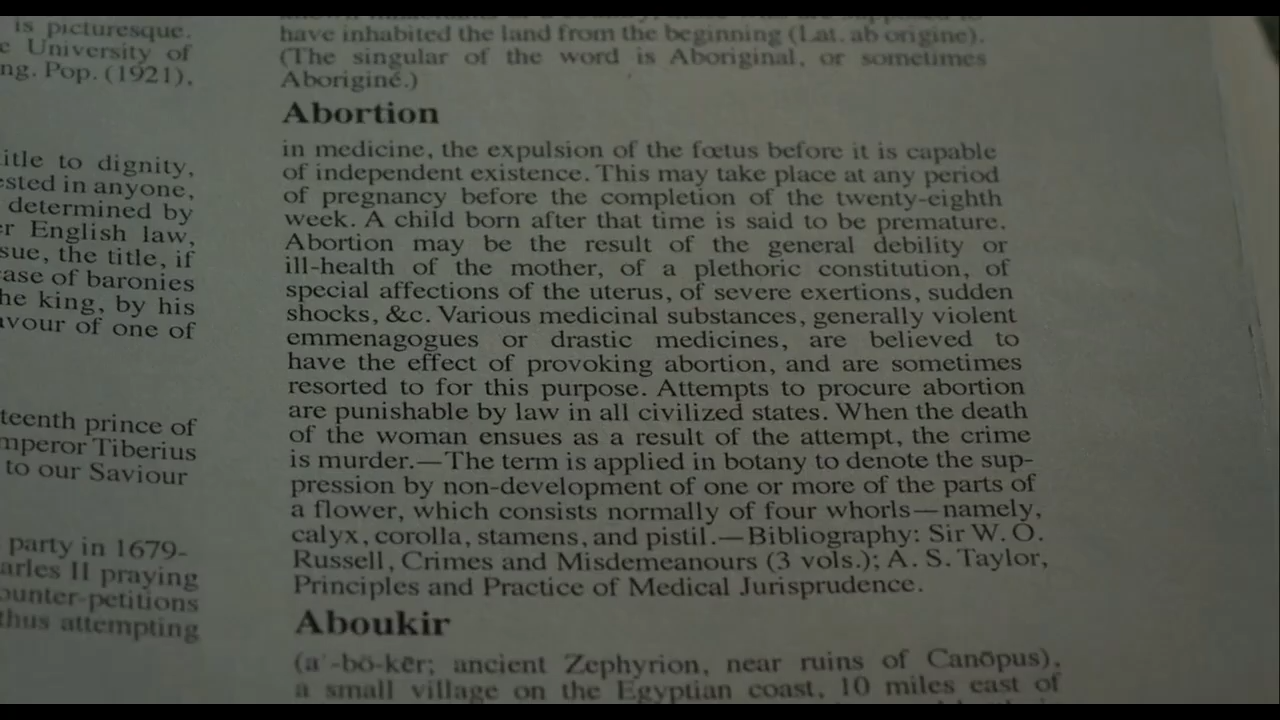 is picturesque.
University of
ng. Pop. (1921),
itle to dignity,
ested in anyone,
determined by
r English law,
sue, the title, if
ase of baronies
he king, by his
avour of one of
teenth prince of
mperor Tiberius
to our Saviour
party in 1679-
arles II praying
ounter-petitions
thus attempting
have inhabited the land from the beginning (Lat. ab origine).
(The singular of the word is Aboriginal, or sometimes
Aboriginé.)
Abortion
in medicine, the expulsion of the fœtus before it is capable
of independent existence. This may take place at any period
of pregnancy before the completion of the twenty-eighth
week. A child born after that time is said to be premature.
Abortion may be the result of the general debility or
ill-health of the mother, of a plethoric constitution, of
special affections of the uterus, of severe exertions, sudden
shocks, &c. Various medicinal substances, generally violent
emmenagogues or drastic medicines, are believed to
have the effect of provoking abortion, and are sometimes
resorted to for this purpose. Attempts to procure abortion
are punishable by law in all civilized states. When the death
of the woman ensues as a result of the attempt, the crime
is murder.—The term is applied in botany to denote the sup-
pression by non-development of one or more of the parts of
a flower, which consists normally of four whorls—namely,
calyx, corolla, stamens, and pistil.—Bibliography: Sir W. O.
Russell, Crimes and Misdemeanours (3 vols.); A. S. Taylor,
Principles and Practice of Medical Jurisprudence.
Aboukir
(a˙-bö-kēr; ancient Zephyrion, near ruins of Canōpus),
a small village on the Egyptian coast, 10 miles east of